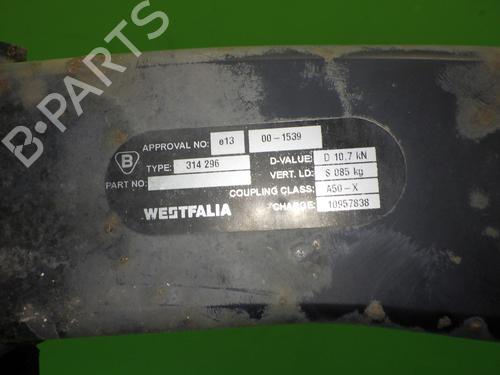 B-PARTS
APPROVAL NO: e13 00-1539
B TYPE: 314 296 D-VALUE: D 10,7 kN
PART NO: VERT. LD: S 085 kg
COUPLING CLASS: A50-X
WESTFALIA CHARGE: 10957838